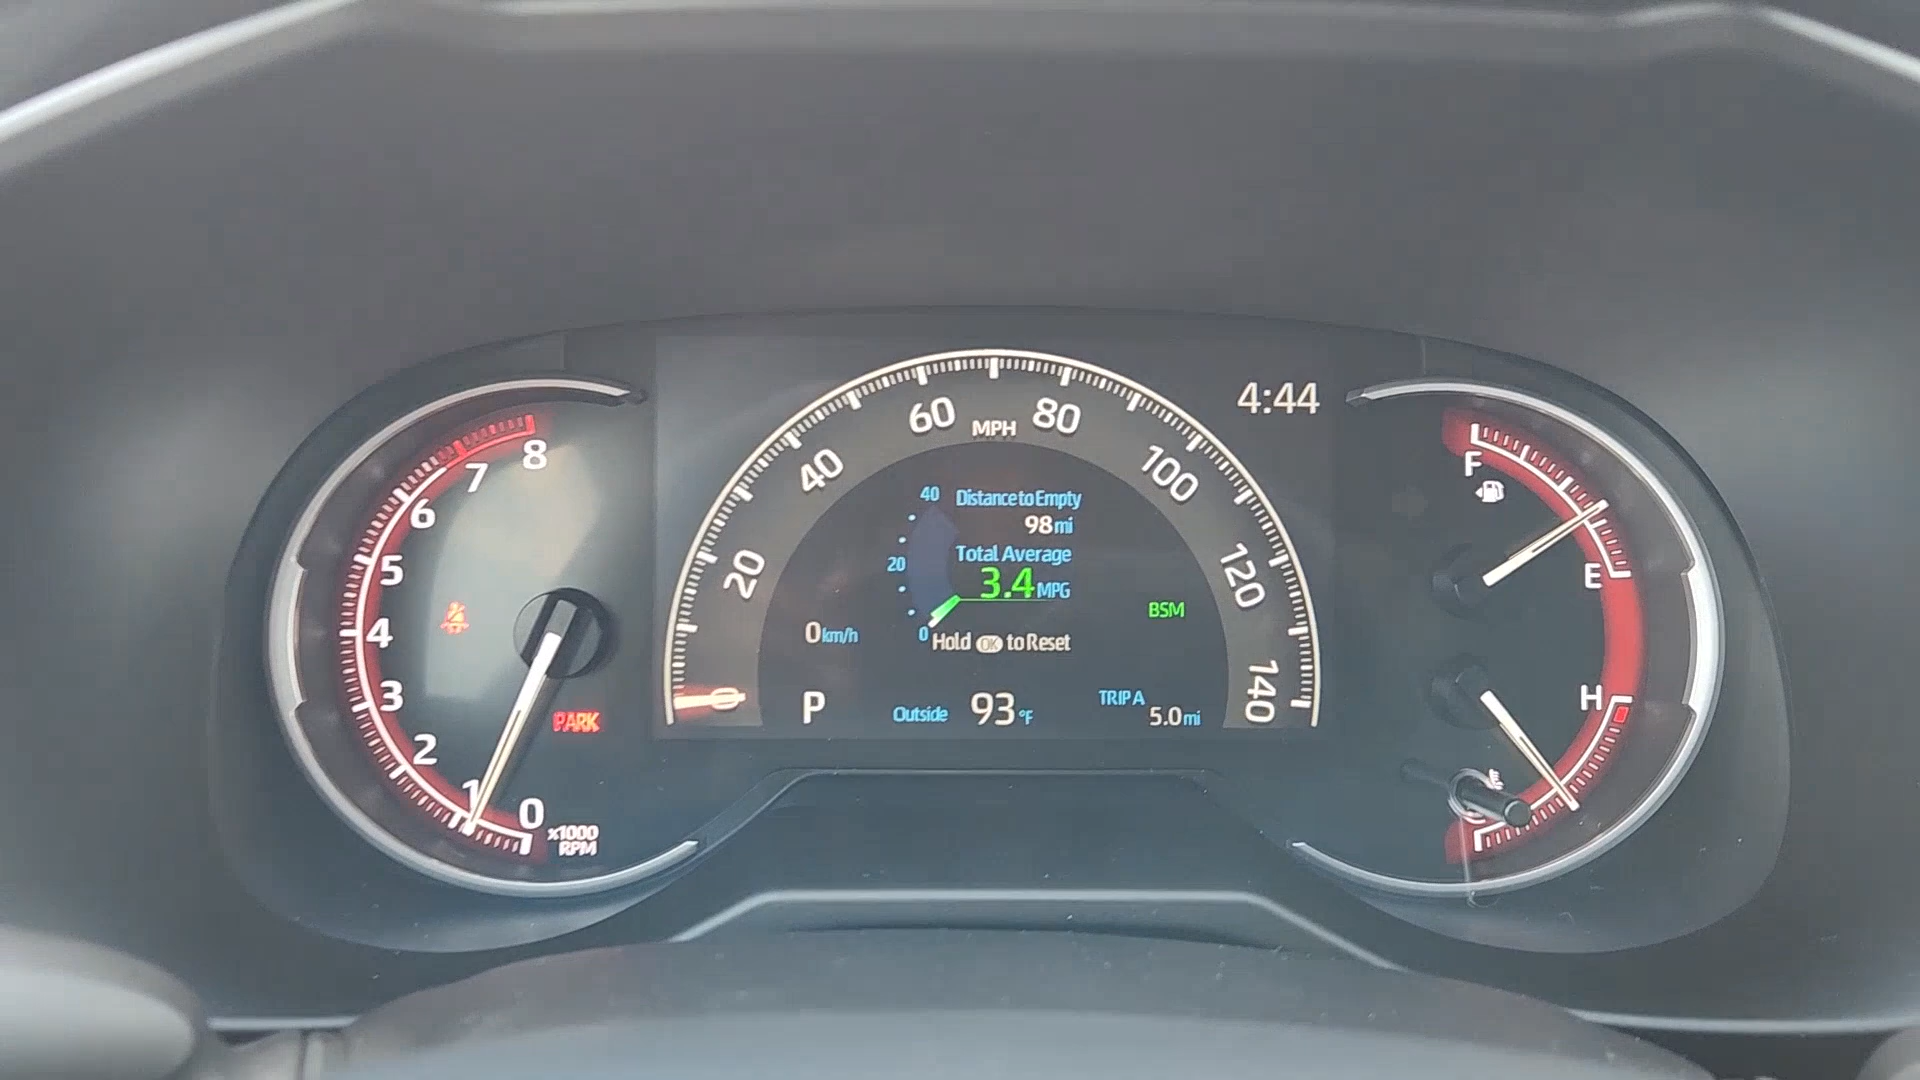 8
7
6
5
4
3
2
1
0
x1000
RPM
PARK
0
20
40
60
80
100
120
140
MPH
4:44
40
20
0
Distance to Empty
98 mi
Total Average
3.4 MPG
Hold OK to Reset
0 km/h
BSM
P
Outside 93 °F
TRIP A
5.0 mi
F
E
H